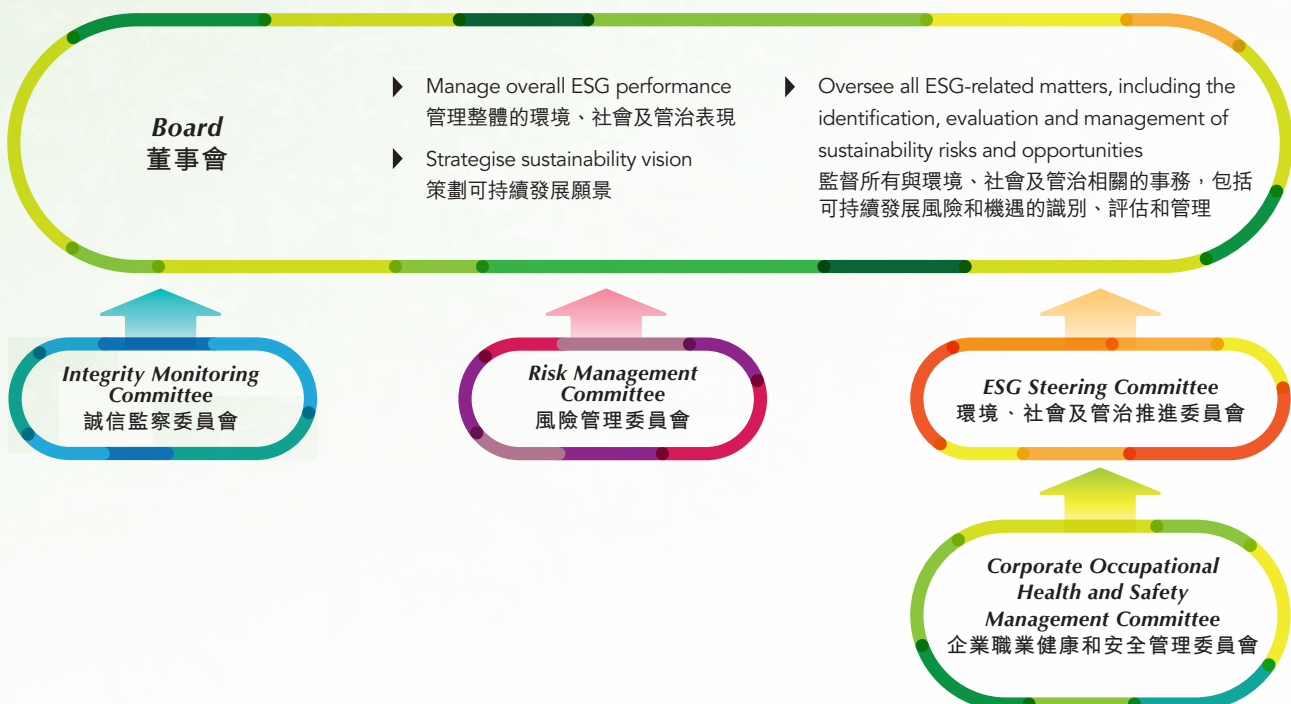 Board
董事會
Manage overall ESG performance
管理整體的環境、社會及管治表現
Strategise sustainability vision
策劃可持續發展願景
Oversee all ESG-related matters, including the
identification, evaluation and management of
sustainability risks and opportunities
監督所有與環境、社會及管治相關的事務，包括
可持續發展風險和機遇的識別、評估和管理
Integrity Monitoring
Committee
誠信監察委員會
Risk Management
Committee
風險管理委員會
ESG Steering Committee
環境、社會及管治推進委員會
Corporate Occupational
Health and Safety
Management Committee
企業職業健康和安全管理委員會